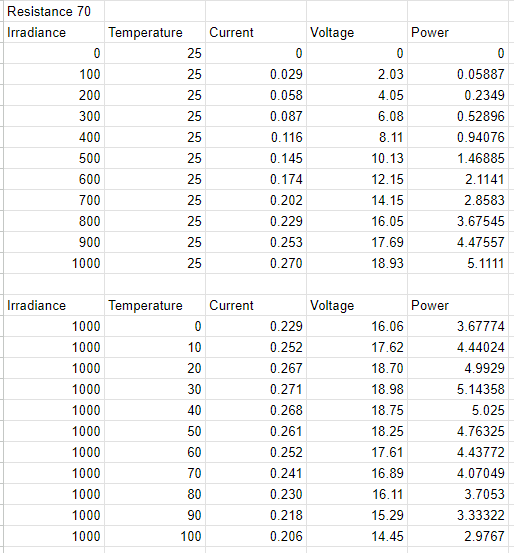 Resistance 70
Irradiance Temperature Current Voltage Power
0 25 0 0 0
100 25 0.029 2.03 0.05887
200 25 0.058 4.05 0.2349
300 25 0.087 6.08 0.52896
400 25 0.116 8.11 0.94076
500 25 0.145 10.13 1.46885
600 25 0.174 12.15 2.1141
700 25 0.202 14.15 2.8583
800 25 0.229 16.05 3.67545
900 25 0.253 17.69 4.47557
1000 25 0.270 18.93 5.1111
Irradiance Temperature Current Voltage Power
1000 0 0.229 16.06 3.67774
1000 10 0.252 17.62 4.44024
1000 20 0.267 18.70 4.9929
1000 30 0.271 18.98 5.14358
1000 40 0.268 18.75 5.025
1000 50 0.261 18.25 4.76325
1000 60 0.252 17.61 4.43772
1000 70 0.241 16.89 4.07049
1000 80 0.230 16.11 3.7053
1000 90 0.218 15.29 3.33322
1000 100 0.206 14.45 2.9767